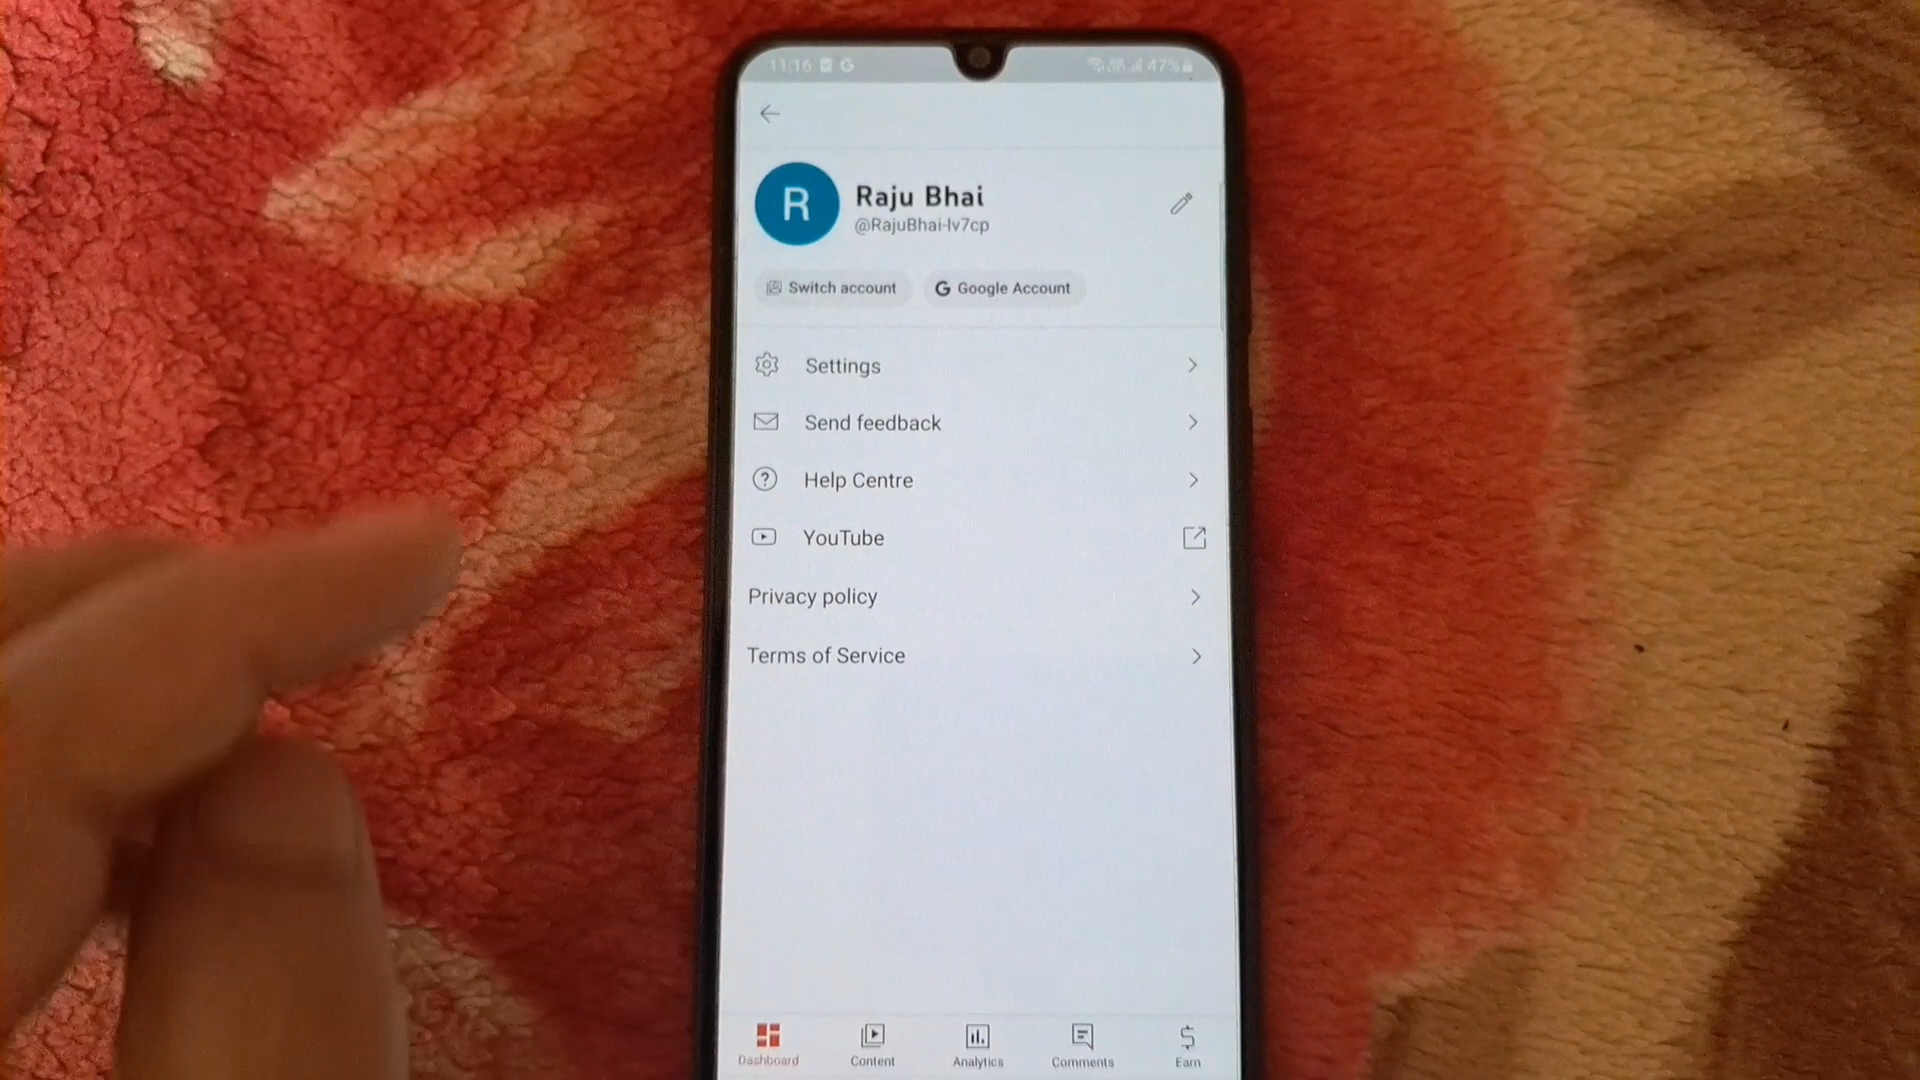 11:16 G 47%
R
Raju Bhai
@RajuBhai-lv7cp
Switch account
G Google Account
Settings
Send feedback
Help Centre
YouTube
Privacy policy
Terms of Service
Dashboard Content Analytics Comments Earn